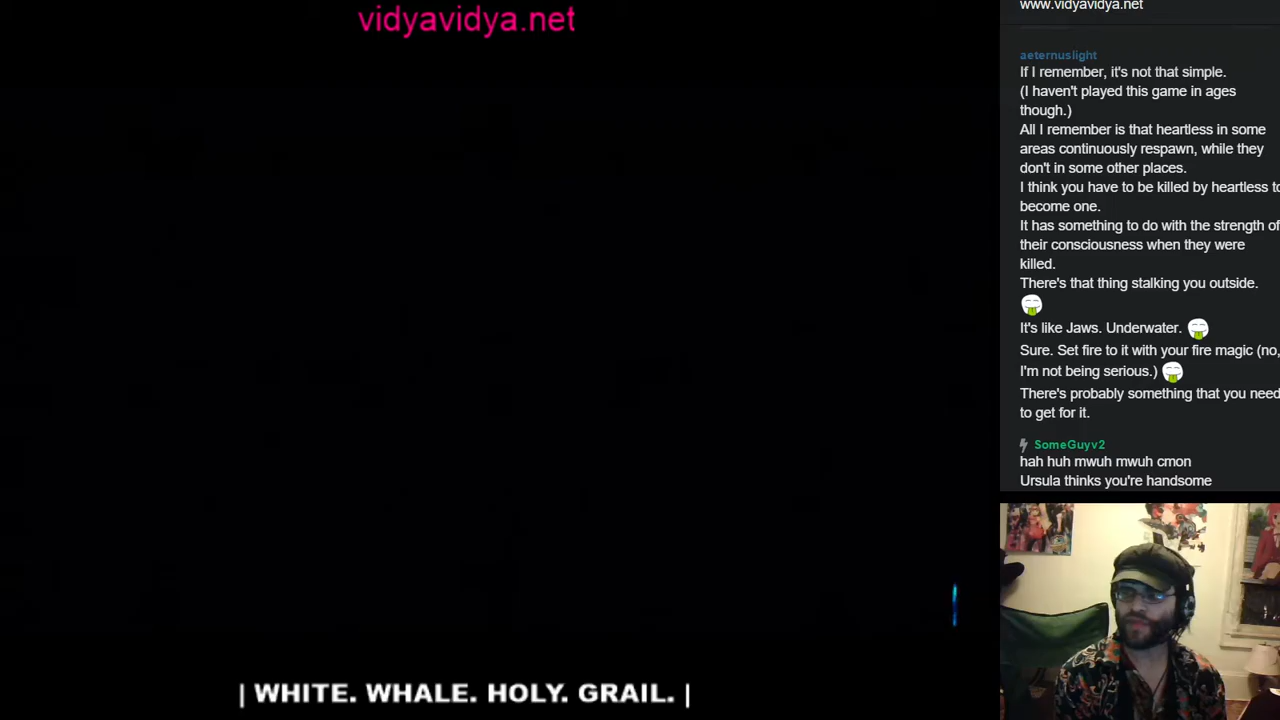 vidyavidya.net
www.vidyavidya.net
aeternuslight
If I remember, it's not that simple.
(I haven't played this game in ages
though.)
All I remember is that heartless in some
areas continuously respawn, while they
don't in some other places.
I think you have to be killed by heartless to
become one.
It has something to do with the strength of
their consciousness when they were
killed.
There's that thing stalking you outside.
It's like Jaws. Underwater.
Sure. Set fire to it with your fire magic (no,
I'm not being serious.)
There's probably something that you need
to get for it.
SomeGuyv2
hah huh mwuh mwuh cmon
Ursula thinks you're handsome
| WHITE. WHALE. HOLY. GRAIL. |